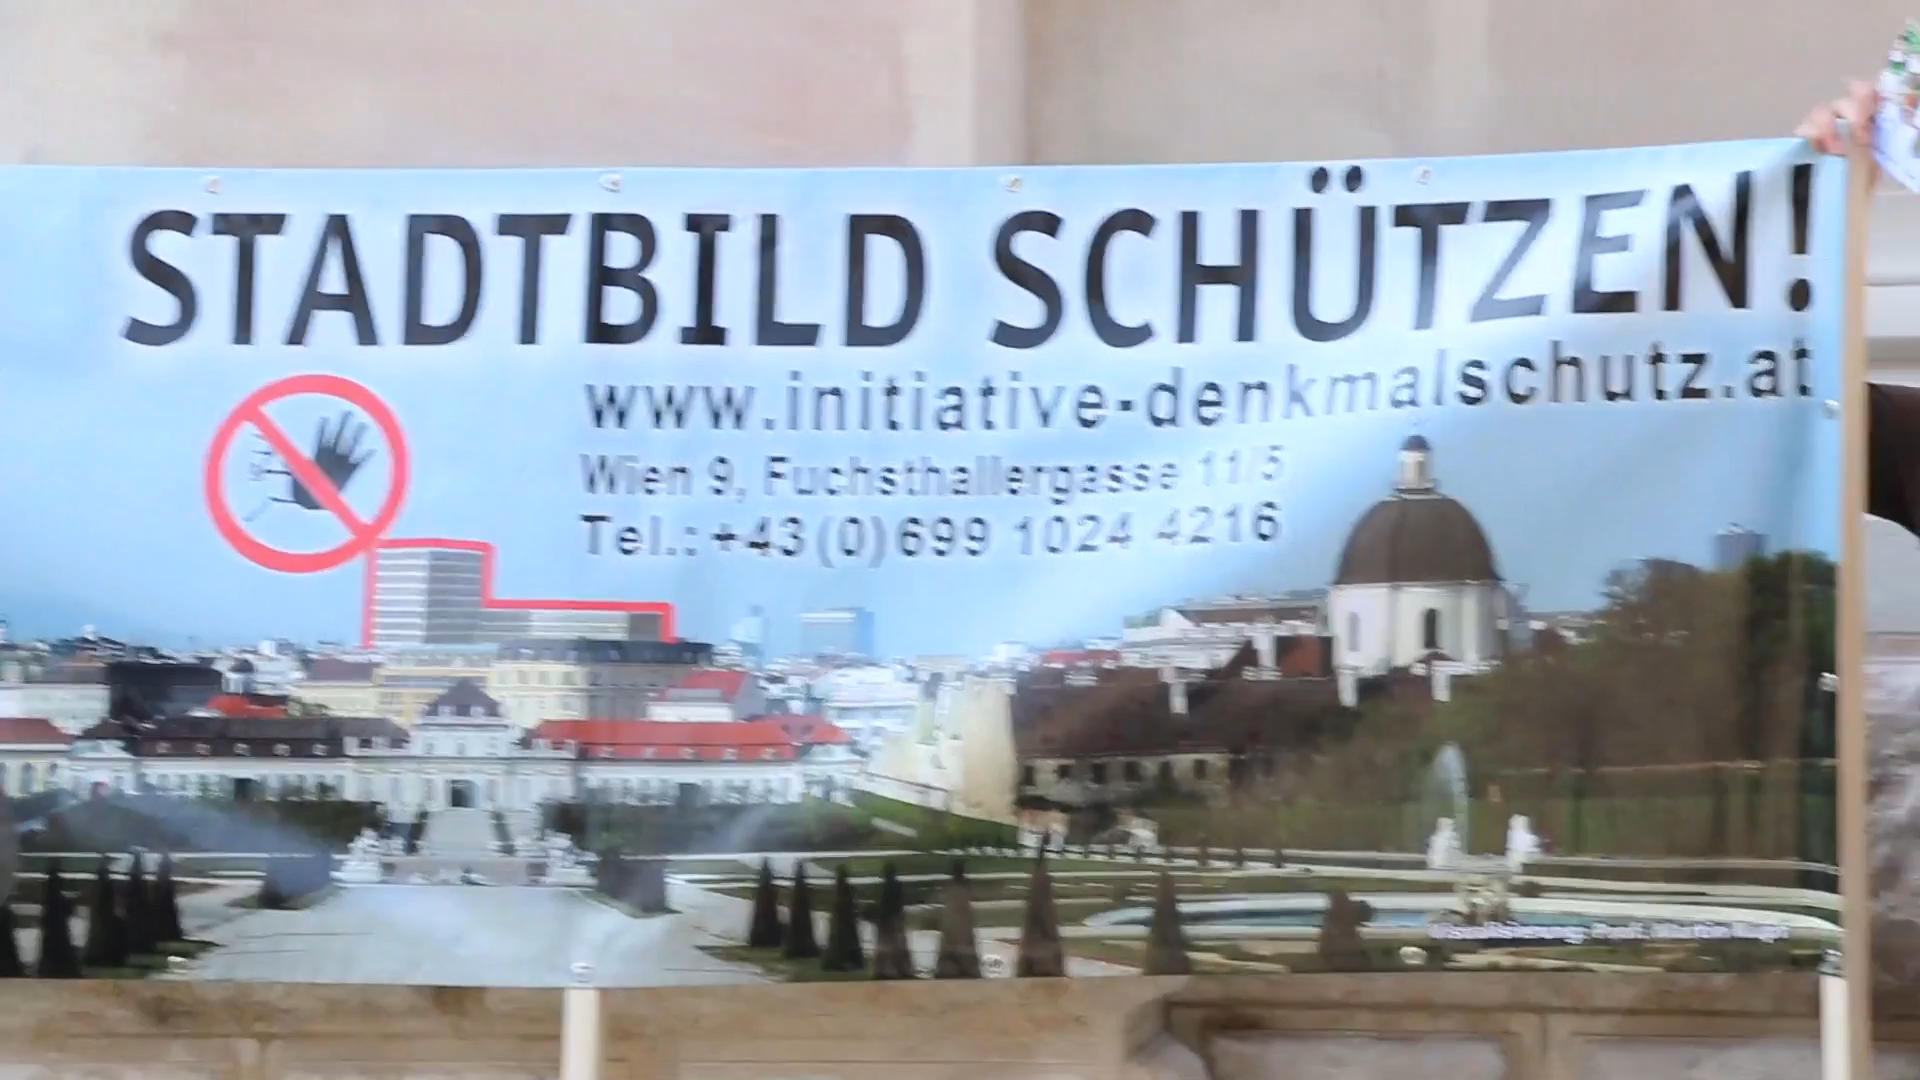 STADTBILD SCHÜTZEN!
www.initiative-denkmalschutz.at
Wien 9, Fuchsthallergasse 11/5
Tel.: +43(0)699 1024 4216